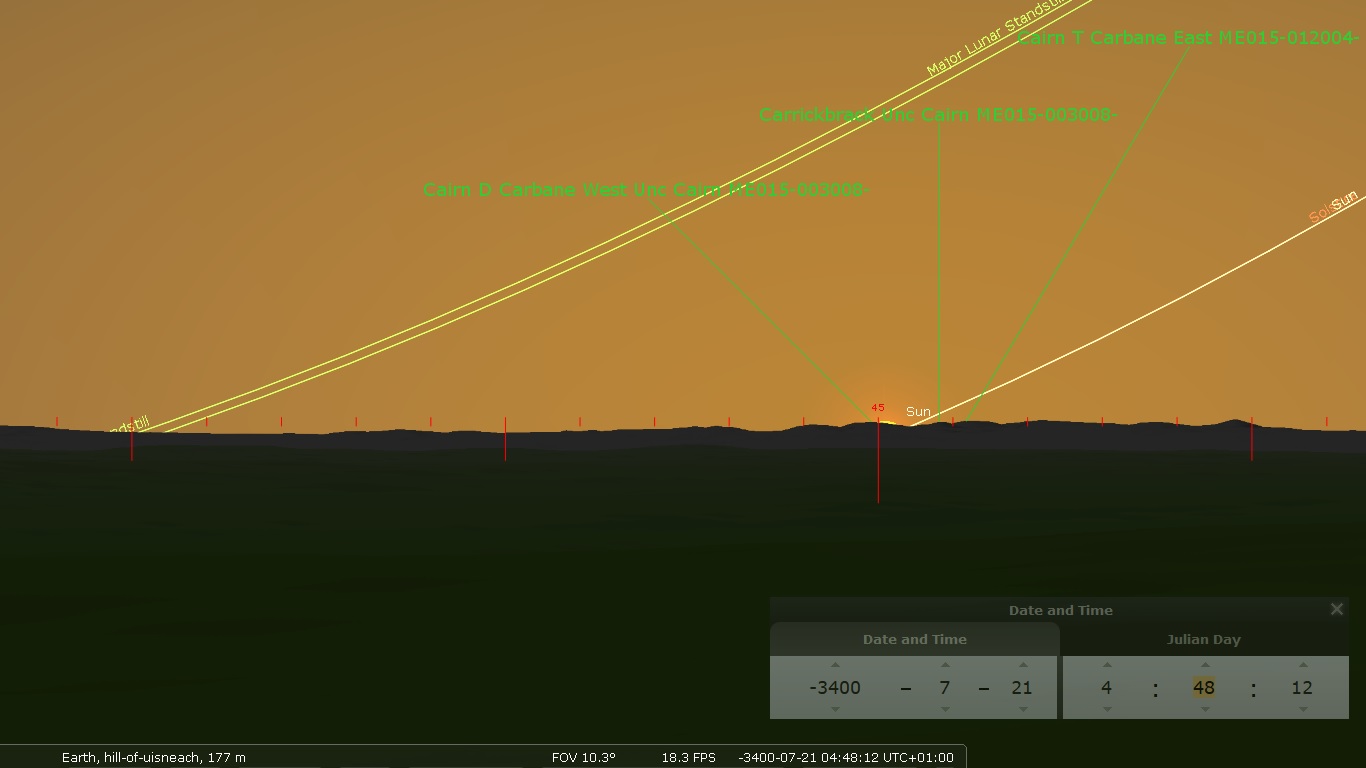 Major Lunar Standstill
Cairn T Carbane East ME015-012004-
Carrickbrack Unc Cairn ME015-003008-
Cairn D Carbane West Unc Cairn ME015-003008-
Sun
45
Sun
Date and Time
Date and Time
Julian Day
-3400 – 7 – 21
4 : 48 : 12
Earth, hill-of-uisneach, 177 m
FOV 10.3°
18.3 FPS
-3400-07-21 04:48:12 UTC+01:00